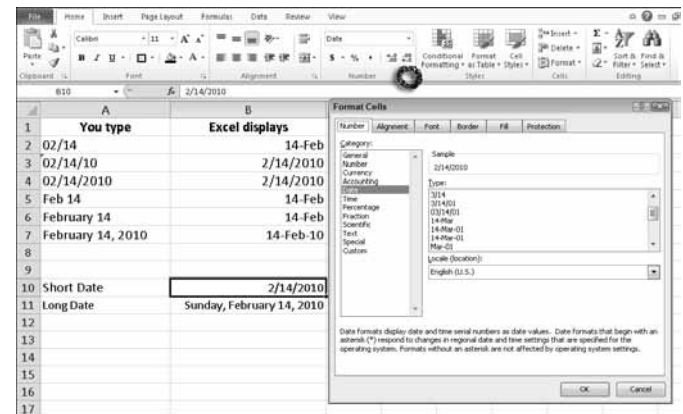 File Home Insert Page Layout Formulas Data Review View
Calibri 11 A A Date Insert Σ
Paste B I U A $ % , Conditional Formatting Format as Table Cell Styles Delete Format Sort & Filter Find & Select
Clipboard Font Alignment Number Styles Cells Editing
B10 fx 2/14/2010
A B
1 You type Excel displays
2 02/14 14-Feb
3 02/14/10 2/14/2010
4 02/14/2010 2/14/2010
5 Feb 14 14-Feb
6 February 14 14-Feb
7 February 14, 2010 14-Feb-10
8
9
10 Short Date 2/14/2010
11 Long Date Sunday, February 14, 2010
12
13
14
15
16
17
Format Cells
Number Alignment Font Border Fill Protection
Category:
General
Number
Currency
Accounting
Date
Time
Percentage
Fraction
Scientific
Text
Special
Custom
Sample
2/14/2010
Type:
3/14
3/14/01
03/14/01
14-Mar
14-Mar-01
14-Mar-01
Mar-01
Locale (location):
English (U.S.)
Date formats display date and time serial numbers as date values. Date formats that begin with an
asterisk (*) respond to changes in regional date and time settings that are specified for the
operating system. Formats without an asterisk are not affected by operating system settings.
OK Cancel